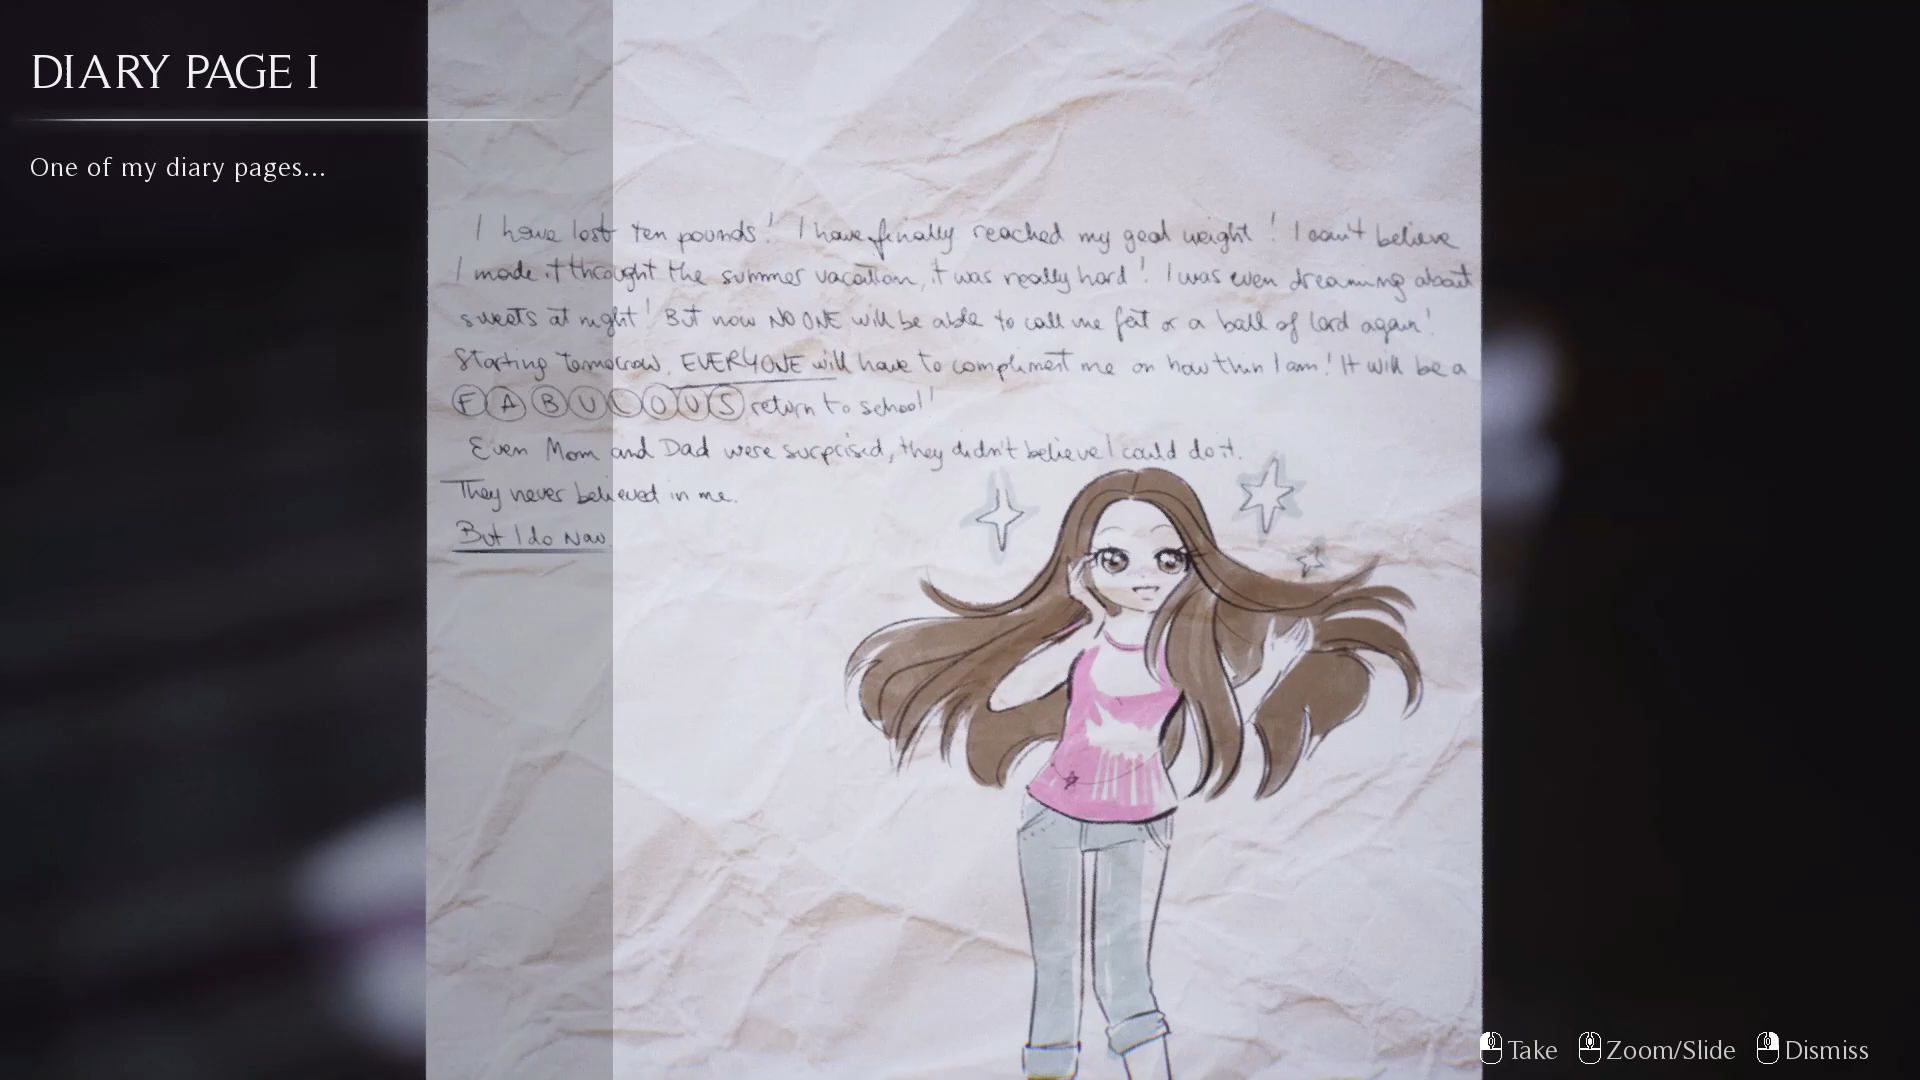 DIARY PAGE I
One of my diary pages...
I have lost ten pounds! I have finally reached my goal weight! I can't believe
I made it throught the summer vacation, it was really hard! I was even dreaming about
sweets at night! But now NO ONE will be able to call me fat or a ball of lard again!
Starting tomorrow, EVERYONE will have to compliment me on how thin I am! It will be a
FABULOUS return to school!
Even Mom and Dad were surprised, they didn't believe I could do it.
They never believed in me.
But I do Now.
Take Zoom/Slide Dismiss